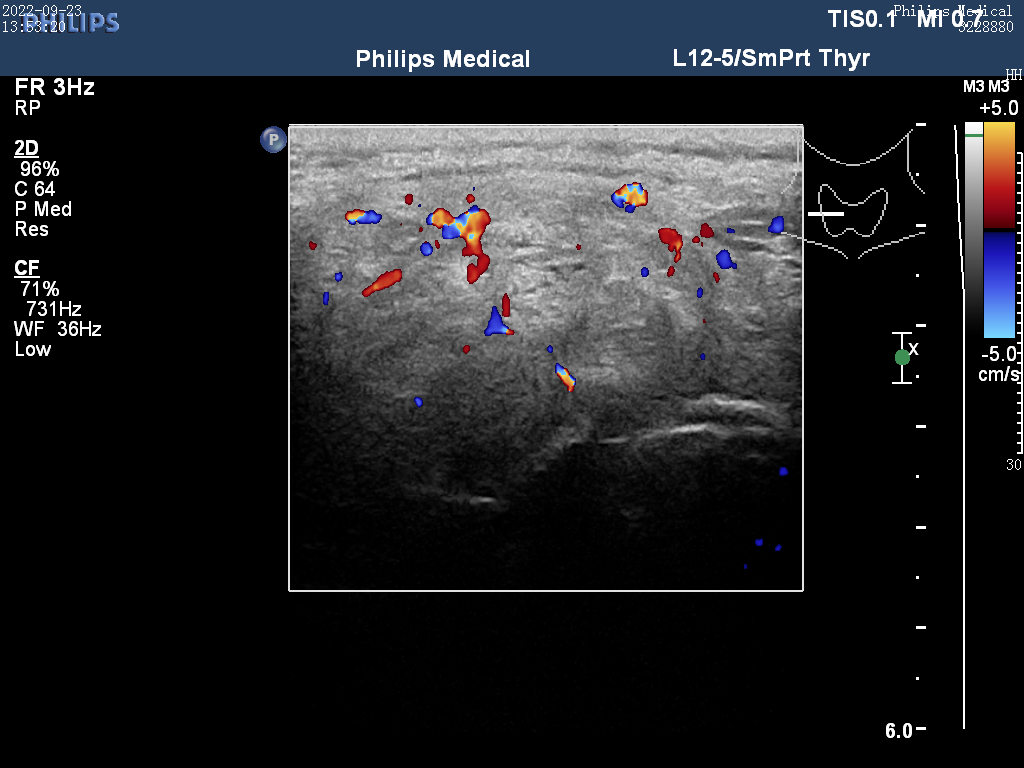 2022-09-23
13:53:20
PHILIPS
TIS0.1 MI 0.7
Philips Medical
3228880
Philips Medical
L12-5/SmPrt Thyr
HH
FR 3Hz
RP
M3 M3
+5.0
P
2D
96%
C 64
P Med
Res
CF
71%
731Hz
WF 36Hz
Low
X
-5.0
cm/s
30
6.0